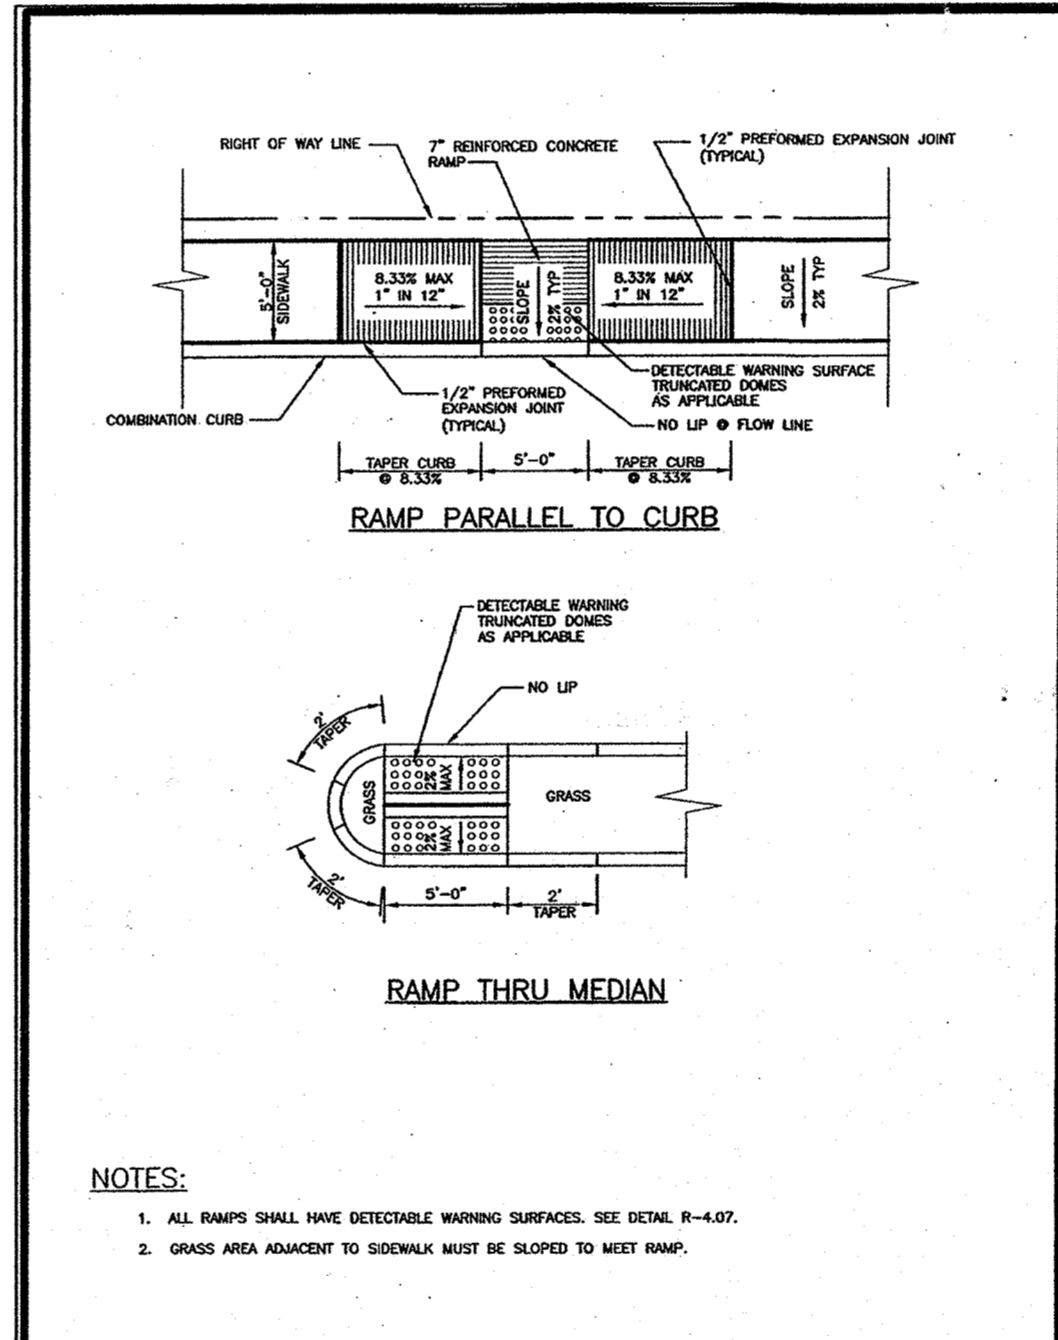 RIGHT OF WAY LINE
7" REINFORCED CONCRETE
RAMP
1/2" PREFORMED EXPANSION JOINT
(TYPICAL)
5'-0"
SIDEWALK
8.33% MAX
1" IN 12"
SLOPE
2% TYP
8.33% MAX
1" IN 12"
SLOPE
2% TYP
DETECTABLE WARNING SURFACE
TRUNCATED DOMES
AS APPLICABLE
1/2" PREFORMED
EXPANSION JOINT
(TYPICAL)
COMBINATION CURB
NO LIP @ FLOW LINE
TAPER CURB
@ 8.33%
5'-0"
TAPER CURB
@ 8.33%
RAMP PARALLEL TO CURB
DETECTABLE WARNING
TRUNCATED DOMES
AS APPLICABLE
NO LIP
2'
TAPER
GRASS
2%
MAX
2%
MAX
GRASS
2'
TAPER
5'-0"
2'
TAPER
RAMP THRU MEDIAN
NOTES:
1. ALL RAMPS SHALL HAVE DETECTABLE WARNING SURFACES. SEE DETAIL R-4.07.
2. GRASS AREA ADJACENT TO SIDEWALK MUST BE SLOPED TO MEET RAMP.